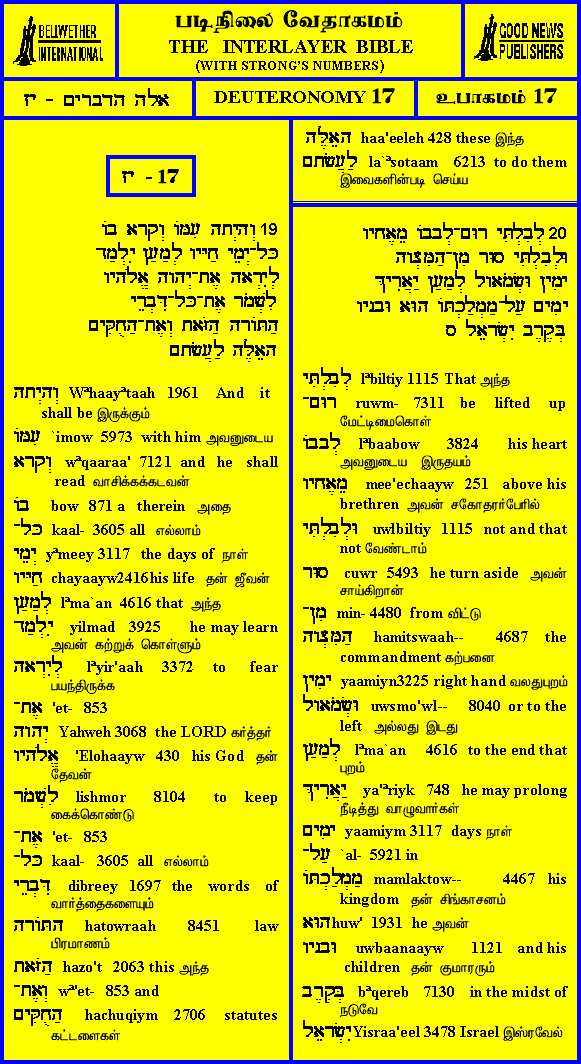 BELLWETHER
INTERNATIONAL
படிநிலை வேதாகமம்
THE INTERLAYER BIBLE
(WITH STRONG'S NUMBERS)
GOOD NEWS
PUBLISHERS
אלה הדברים - יז
DEUTERONOMY 17
உபாகமம் 17
17 - יז
19 וְהָיְתָה עִמּוֹ וְקָרָא בוֹ
כָּל־יְמֵי חַיָּיו לְמַעַן יִלְמַד
לְיִרְאָה אֶת־יְהוָה אֱלֹהָיו
לִשְׁמֹר אֶת־כָּל־דִּבְרֵי
הַתּוֹרָה הַזֹּאת וְאֶת־הַחֻקִּים
הָאֵלֶּה לַעֲשֹׂתָם
וְהָיְתָה Wªhaayªtaah 1961 And it
shall be இருக்கும்
עִמּוֹ `imow 5973 with him அவனுடைய
וְקָרָא wªqaaraa' 7121 and he shall
read வாசிக்கக்கடவன்
בוֹ bow 871 a therein அதை
כָּל־ kaal- 3605 all எல்லாம்
יְמֵי yªmeey 3117 the days of நாள்
חַיָּיו chayaayw2416his life தன் ஜீவன்
לְמַעַן lªma`an 4616 that அந்த
יִלְמַד yilmad 3925 he may learn
அவன் கற்றுக் கொள்ளும்
לְיִרְאָה lªyir'aah 3372 to fear
பயந்திருக்க
אֶת־ 'et- 853
יְהוָה Yahweh 3068 the LORD கர்த்தர்
אֱלֹהָיו 'Elohaayw 430 his God தன்
தேவன்
לִשְׁמֹר lishmor 8104 to keep
கைக்கொண்டு
אֶת־ 'et- 853
כָּל־ kaal- 3605 all எல்லாம்
דִּבְרֵי dibreey 1697 the words of
வார்த்தைகளையும்
הַתּוֹרָה hatowraah 8451 law
பிரமாணம்
הַזֹּאת hazo't 2063 this அந்த
וְאֶת־ wª'et- 853 and
הַחֻקִּים hachuqiym 2706 statutes
கட்டளைகள்
הָאֵלֶּה haa'eeleh 428 these இந்த
לַעֲשֹׂתָם la`ªsotaam 6213 to do them
இவைகளின்படி செய்ய
20 לְבִלְתִּי רוּם־לְבָבוֹ מֵאֶחָיו
וּלְבִלְתִּי סוּר מִן־הַמִּצְוָה
יָמִין וּשְׂמֹאול לְמַעַן יַאֲרִיךְ
יָמִים עַל־מַמְלַכְתּוֹ הוּא וּבָנָיו
בְּקֶרֶב יִשְׂרָאֵל ס
לְבִלְתִּי lªbiltiy 1115 That அந்த
רוּם־ ruwm- 7311 be lifted up
மேட்டிமைகொள்
לְבָבוֹ lªbaabow 3824 his heart
அவனுடைய இருதயம்
מֵאֶחָיו mee'echaayw 251 above his
brethren அவன் சகோதரர்பேரில்
וּלְבִלְתִּי uwlbiltiy 1115 not and that
not வேண்டாம்
סוּר cuwr 5493 he turn aside அவன்
சாய்கிறான்
מִן־ min- 4480 from விட்டு
הַמִּצְוָה hamitswaah-- 4687 the
commandment கற்பனை
יָמִין yaamiyn3225 right hand வலதுபுறம்
וּשְׂמֹאול uwsmo'wl-- 8040 or to the
left அல்லது இடது
לְמַעַן lªma`an 4616 to the end that
புறம்
יַאֲרִיךְ ya'ªriyk 748 he may prolong
நீடித்து வாழுவார்கள்
יָמִים yaamiym 3117 days நாள்
עַל־ `al- 5921 in
מַמְלַכְתּוֹ mamlaktow-- 4467 his
kingdom தன் சிங்காசனம்
הוּא huw' 1931 he அவன்
וּבָנָיו uwbaanaayw 1121 and his
children தன் குமாரரும்
בְּקֶרֶב bªqereb 7130 in the midst of
நடுவே
יִשְׂרָאֵל Yisraa'eel 3478 Israel இஸ்ரவேல்